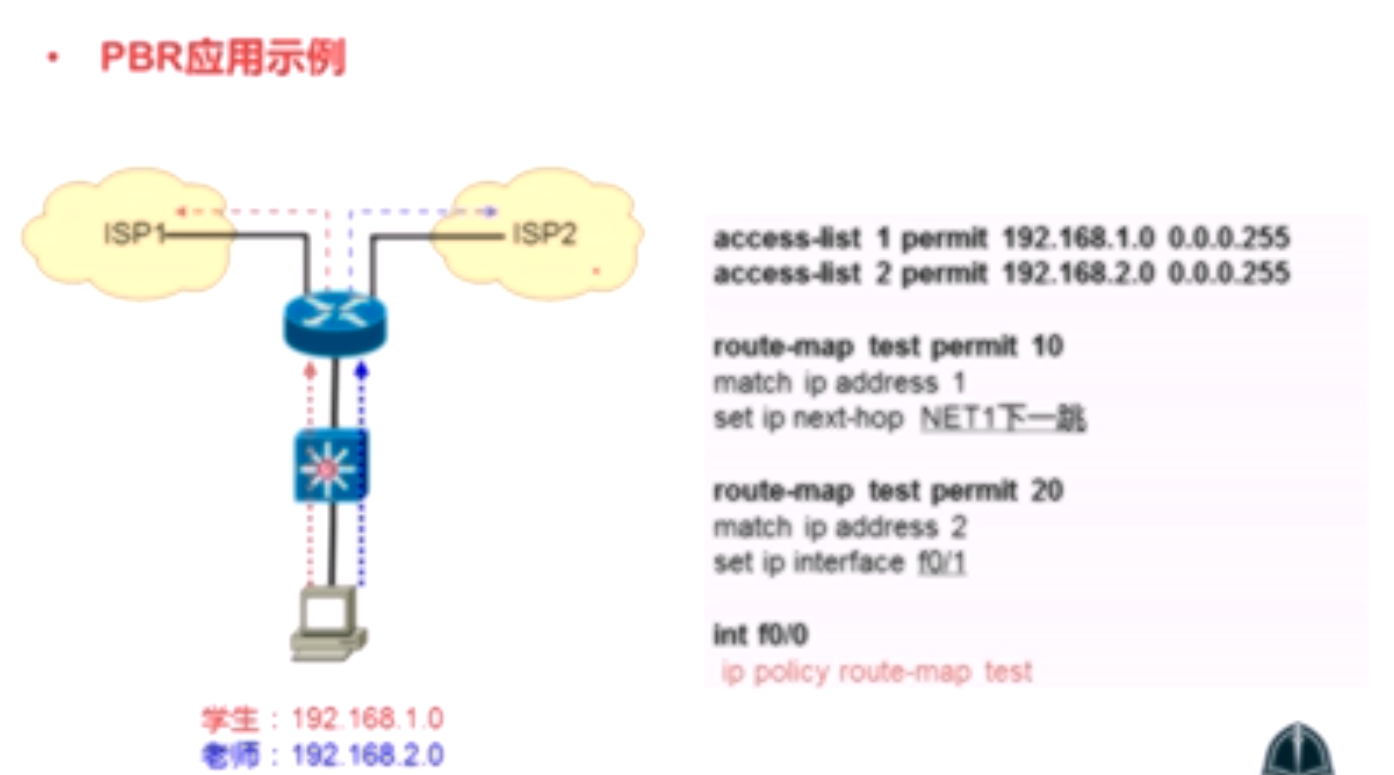 • PBR应用示例
ISP1
ISP2
access-list 1 permit 192.168.1.0 0.0.0.255
access-list 2 permit 192.168.2.0 0.0.0.255
route-map test permit 10
match ip address 1
set ip next-hop NET1下一跳
route-map test permit 20
match ip address 2
set ip interface f0/1
int f0/0
ip policy route-map test
学生：192.168.1.0
老师：192.168.2.0